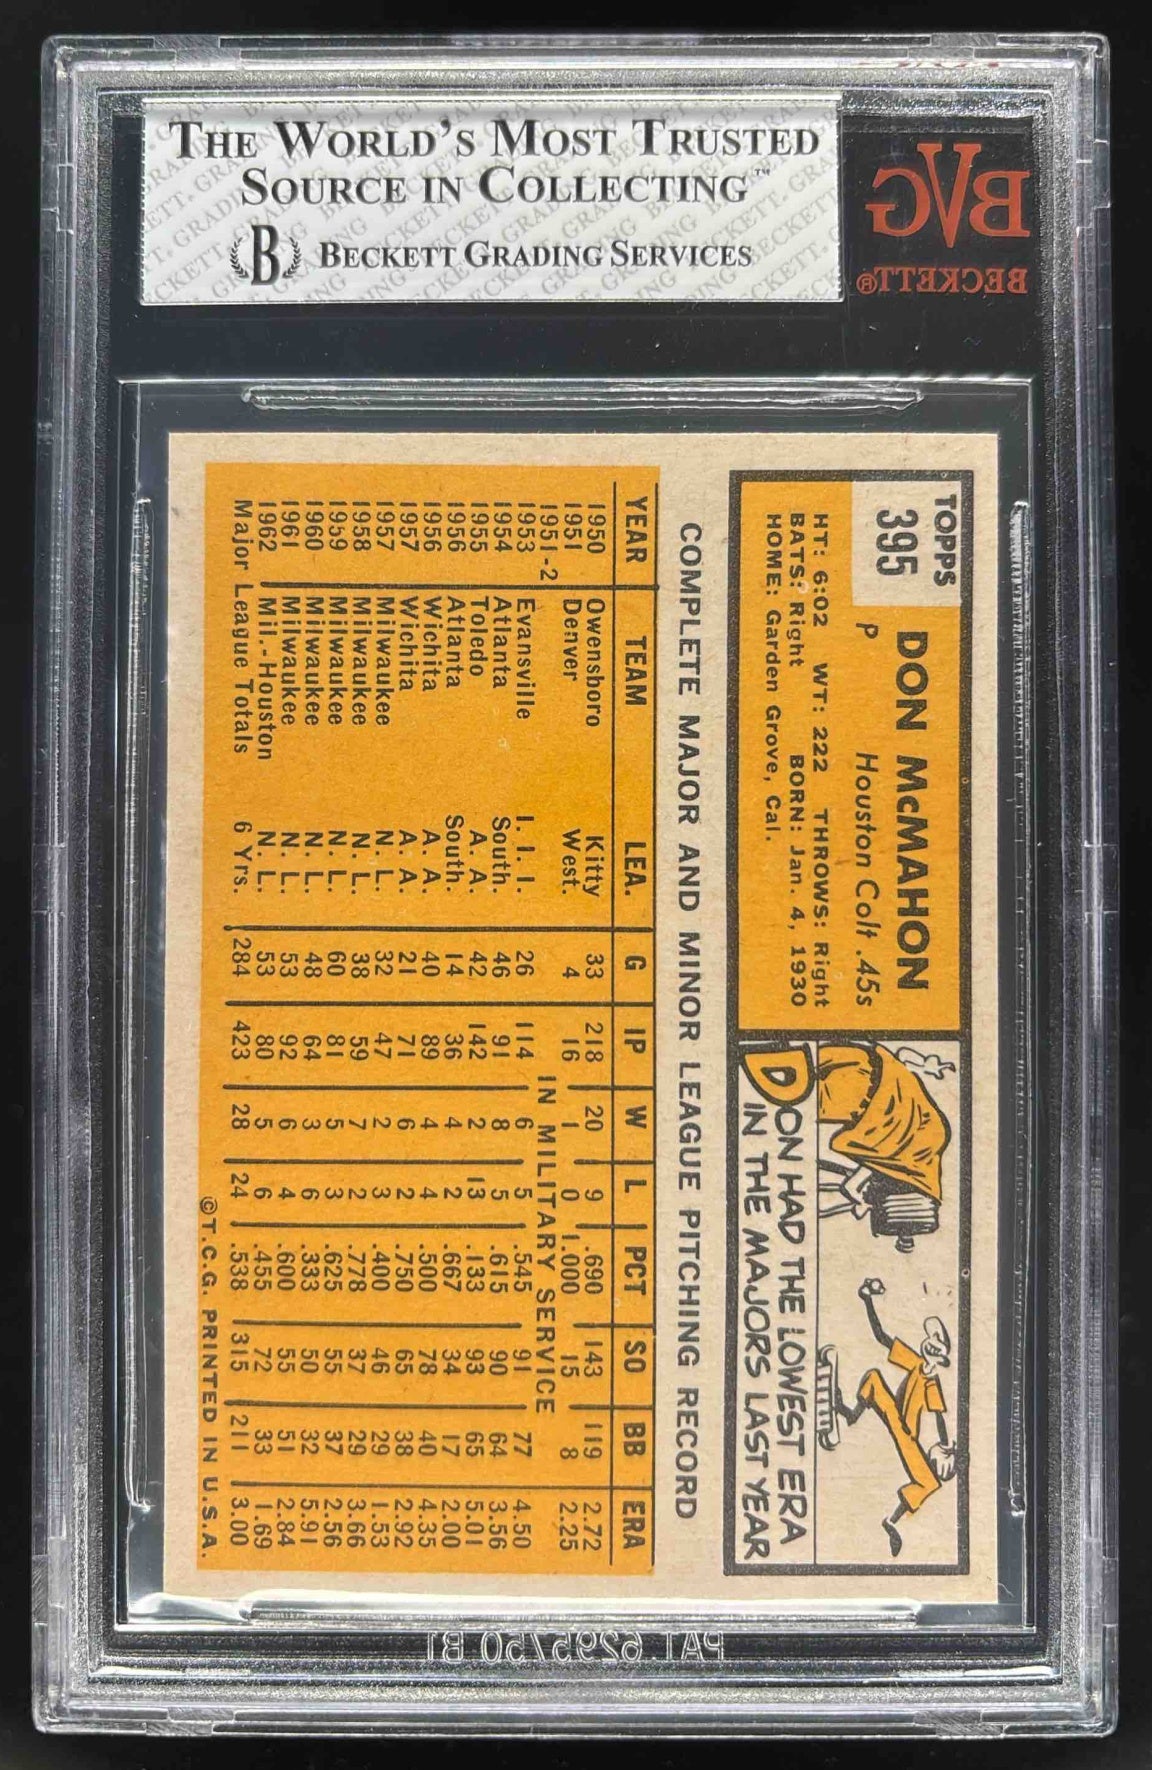 THE WORLD'S MOST TRUSTED
SOURCE IN COLLECTING™
B BECKETT GRADING SERVICES
BVG
BECKETT®
TOPPS
395
DON McMAHON
P Houston Colt .45s
HT: 6:02 WT: 222 THROWS: Right
BATS: Right BORN: Jan. 4, 1930
HOME: Garden Grove, Cal.
DON HAD THE LOWEST ERA
IN THE MAJORS LAST YEAR
COMPLETE MAJOR AND MINOR LEAGUE PITCHING RECORD
YEAR TEAM LEA. G IP W L PCT SO BB ERA
1950 Owensboro Kitty 33 218 20 9 .690 143 119 2.72
1951 Denver West. 4 16 1 0 1.000 15 8 2.25
1951-2 IN MILITARY SERVICE
1953 Evansville I. I. I. 26 114 6 5 .545 91 77 4.50
1954 Atlanta South. 46 91 8 5 .615 90 64 3.56
1955 Toledo A. A. 42 142 2 13 .133 93 65 5.01
1956 Atlanta South. 14 36 4 2 .667 34 17 2.00
1956 Wichita A. A. 40 89 4 4 .500 78 40 4.35
1957 Wichita A. A. 21 71 6 2 .750 65 38 2.92
1957 Milwaukee N. L. 32 47 2 3 .400 46 29 1.53
1958 Milwaukee N. L. 38 59 7 2 .778 37 29 3.66
1959 Milwaukee N. L. 60 81 5 3 .625 55 37 2.56
1960 Milwaukee N. L. 48 64 3 6 .333 50 32 5.91
1961 Milwaukee N. L. 53 92 6 4 .600 55 51 2.84
1962 Mil.-Houston N. L. 53 80 5 6 .455 72 33 1.69
Major League Totals 6 Yrs. 284 423 28 24 .538 315 211 3.00
©T.C.G. PRINTED IN U.S.A.
PAT.6295750 B1